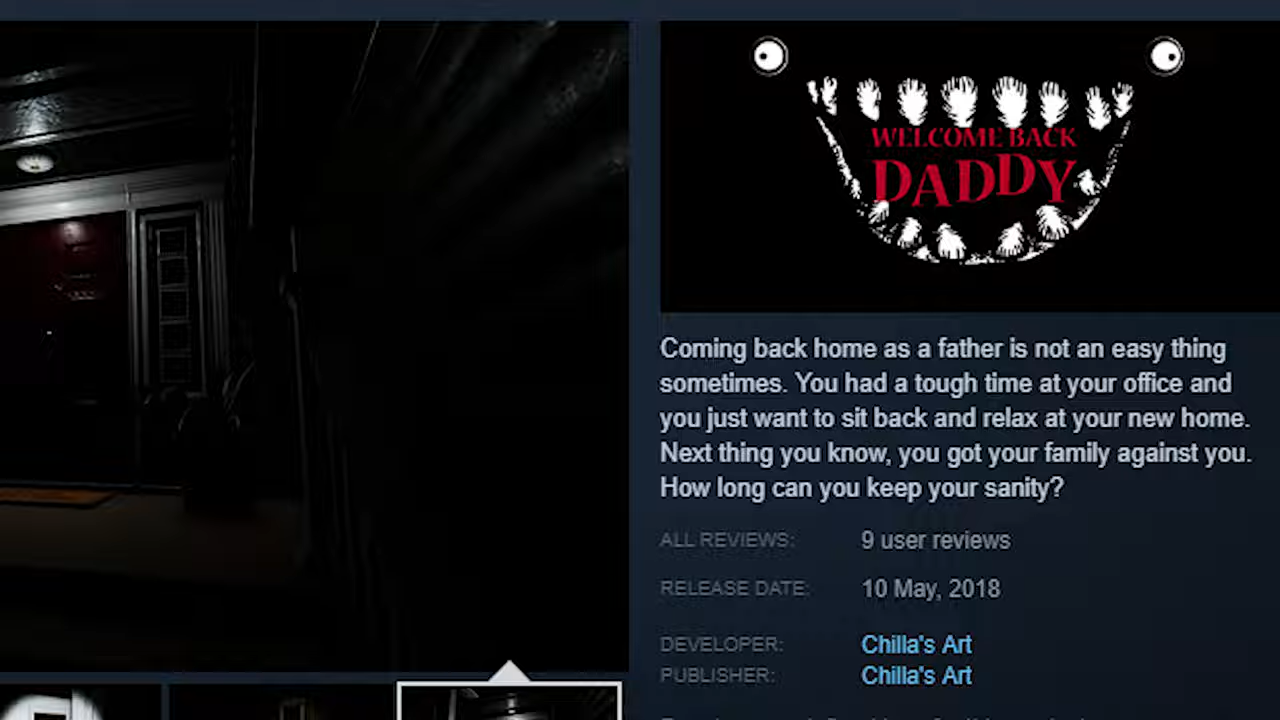 WELCOME BACK
DADDY
Coming back home as a father is not an easy thing
sometimes. You had a tough time at your office and
you just want to sit back and relax at your new home.
Next thing you know, you got your family against you.
How long can you keep your sanity?
ALL REVIEWS: 9 user reviews
RELEASE DATE: 10 May, 2018
DEVELOPER: Chilla's Art
PUBLISHER: Chilla's Art